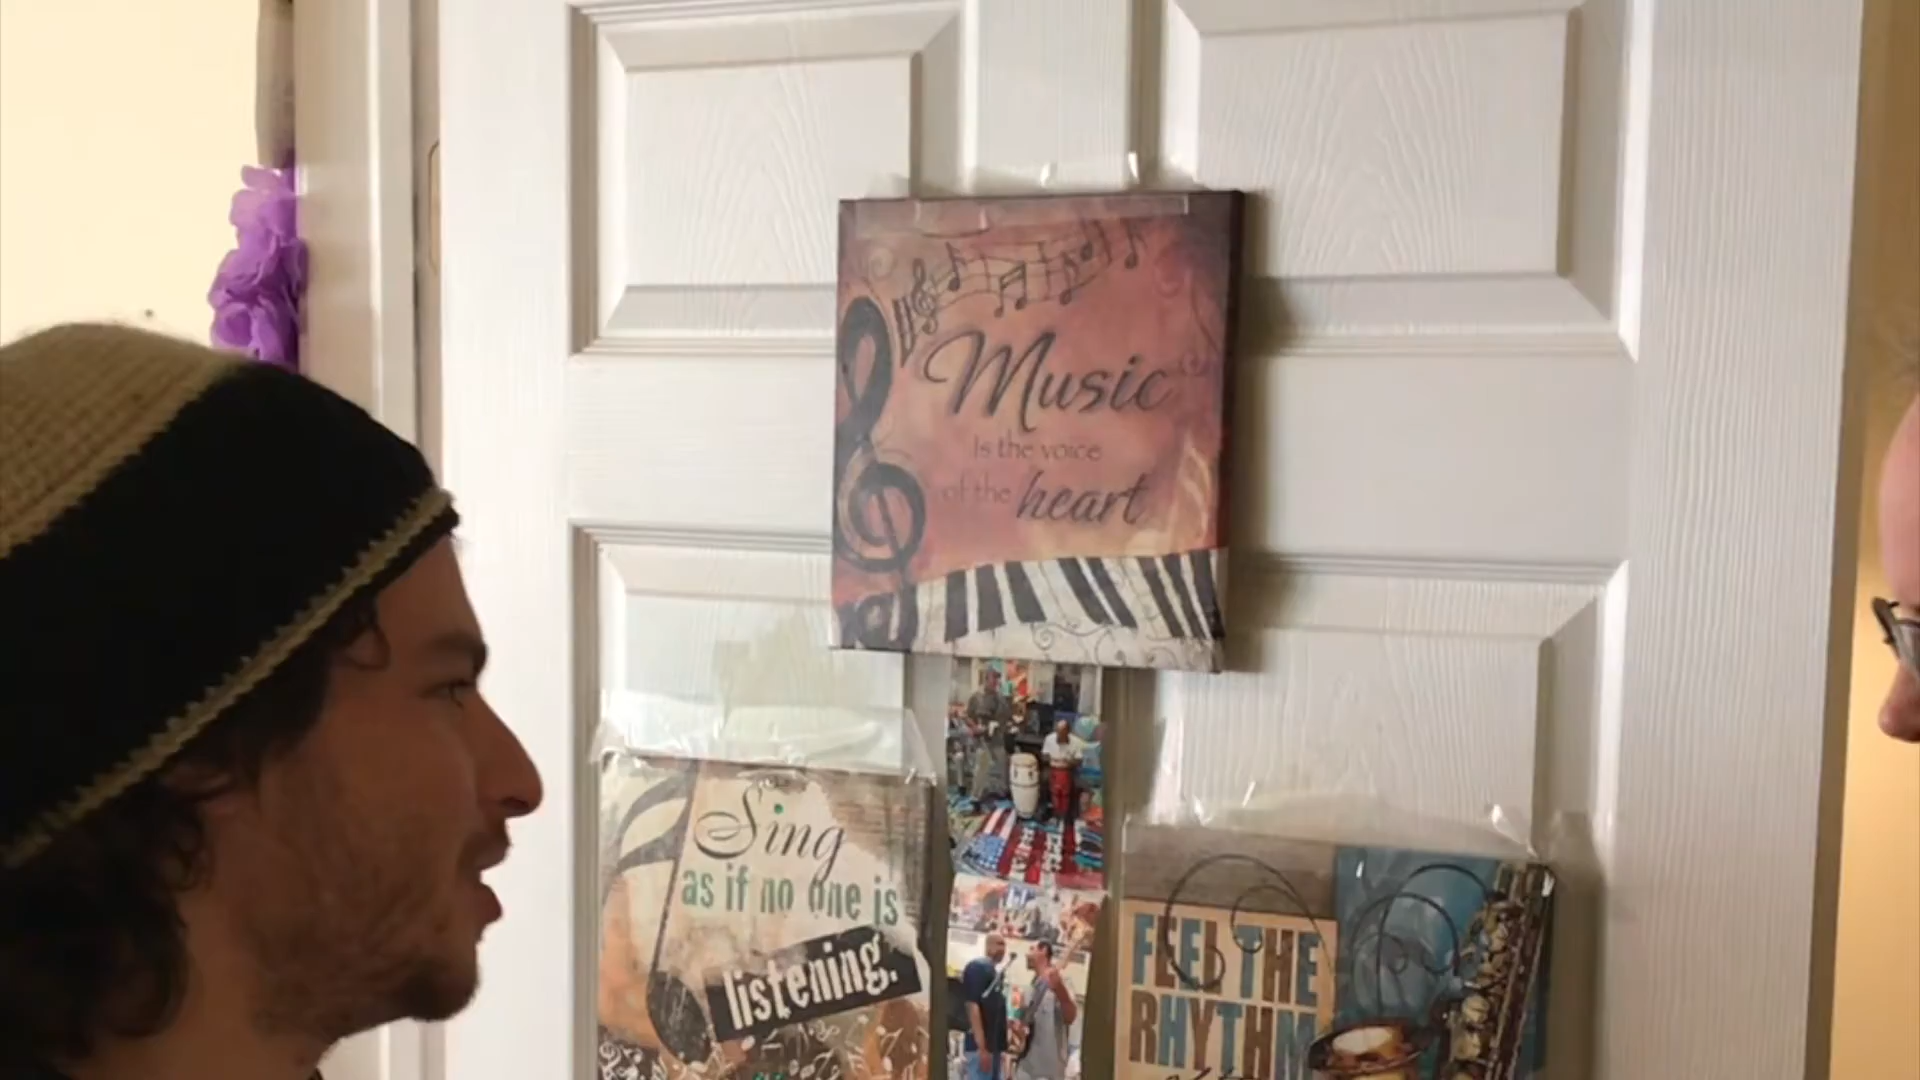 Music
Is the voice
of the heart
Sing
as if no one is
listening.
FEEL THE
RHYTHM